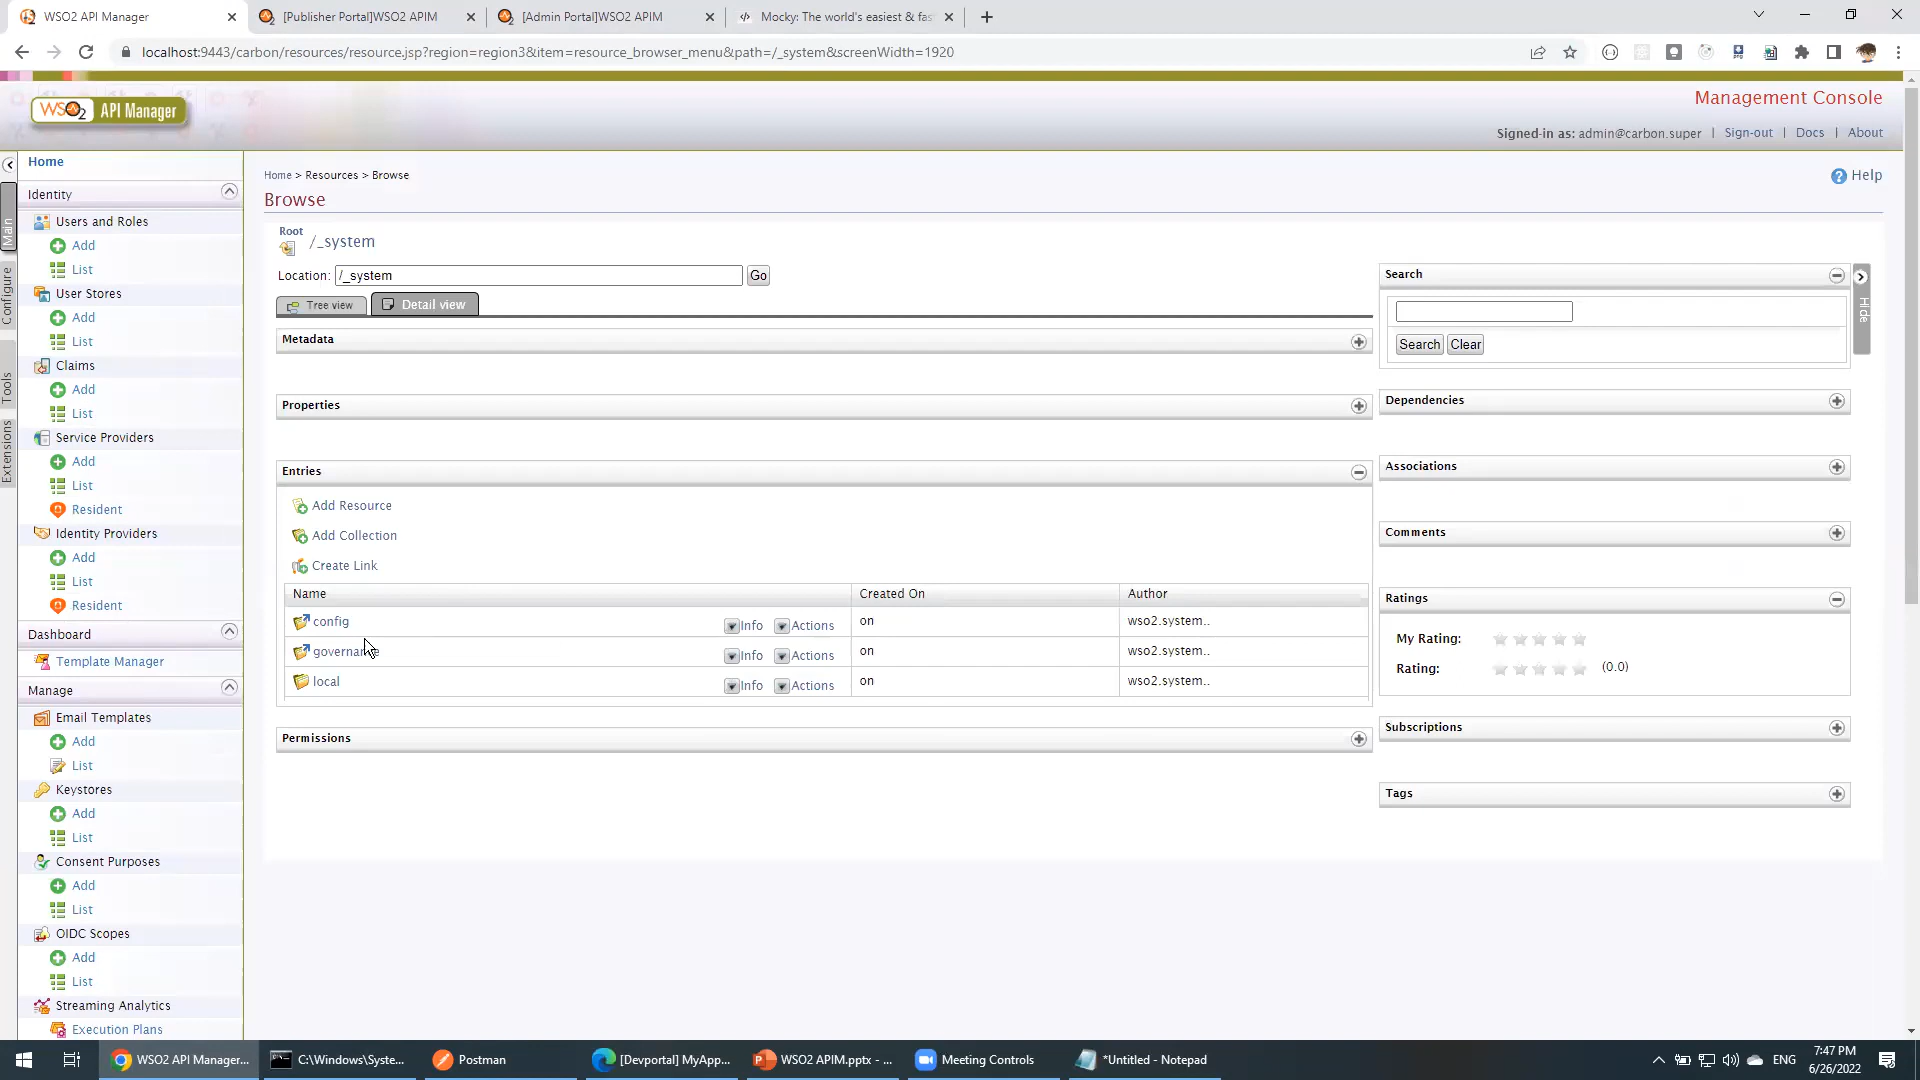 WSO2 API Manager
[Publisher Portal]WSO2 APIM
[Admin Portal]WSO2 APIM
Mocky: The world's easiest & fas
localhost:9443/carbon/resources/resource.jsp?region=region3&item=resource_browser_menu&path=/_system&screenWidth=1920
WSO2 API Manager
Management Console
Signed-in as: admin@carbon.super | Sign-out | Docs | About
Main
Configure
Tools
Extensions
Home
Identity
Users and Roles
Add
List
User Stores
Add
List
Claims
Add
List
Service Providers
Add
List
Resident
Identity Providers
Add
List
Resident
Dashboard
Template Manager
Manage
Email Templates
Add
List
Keystores
Add
List
Consent Purposes
Add
List
OIDC Scopes
Add
List
Streaming Analytics
Execution Plans
Home > Resources > Browse
Help
Browse
Root
/_system
Location: /_system Go
Tree view Detail view
Metadata
Properties
Entries
Add Resource
Add Collection
Create Link
Name Created On Author
config Info Actions on wso2.system..
governance Info Actions on wso2.system..
local Info Actions on wso2.system..
Permissions
Search
Search Clear
Hide
Dependencies
Associations
Comments
Ratings
My Rating:
Rating: (0.0)
Subscriptions
Tags
WSO2 API Manager...
C:\Windows\Syste...
Postman
[Devportal] MyApp...
WSO2 APIM.pptx - ...
Meeting Controls
*Untitled - Notepad
ENG
7:47 PM
6/26/2022